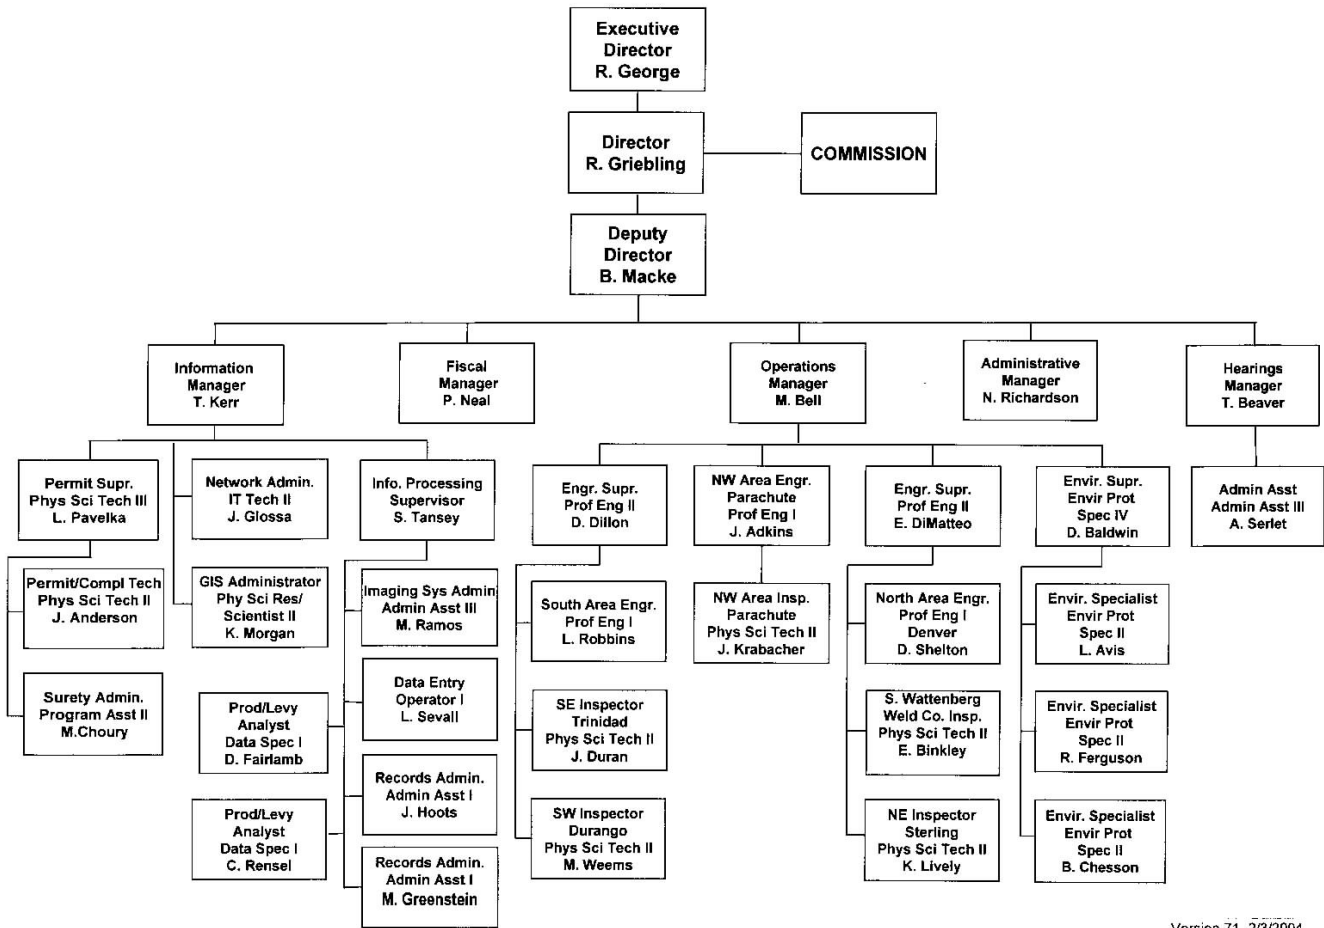 Executive
Director
R. George
Director
R. Griebling
COMMISSION
Deputy
Director
B. Macke
Information
Manager
T. Kerr
Fiscal
Manager
P. Neal
Operations
Manager
M. Bell
Administrative
Manager
N. Richardson
Hearings
Manager
T. Beaver
Permit Supr.
Phys Sci Tech III
L. Pavelka
Network Admin.
IT Tech II
J. Glossa
Info. Processing
Supervisor
S. Tansey
Engr. Supr.
Prof Eng II
D. Dillon
NW Area Engr.
Parachute
Prof Eng I
J. Adkins
Engr. Supr.
Prof Eng II
E. DiMatteo
Envir. Supr.
Envir Prot
Spec IV
D. Baldwin
Admin Asst
Admin Asst III
A. Serlet
Permit/Compl Tech
Phys Sci Tech II
J. Anderson
GIS Administrator
Phy Sci Res/
Scientist II
K. Morgan
Imaging Sys Admin
Admin Asst III
M. Ramos
South Area Engr.
Prof Eng I
L. Robbins
NW Area Insp.
Parachute
Phys Sci Tech II
J. Krabacher
North Area Engr.
Prof Eng I
Denver
D. Shelton
Envir. Specialist
Envir Prot
Spec II
L. Avis
Surety Admin.
Program Asst II
M.Choury
Prod/Levy
Analyst
Data Spec I
D. Fairlamb
Data Entry
Operator I
L. Sevall
SE Inspector
Trinidad
Phys Sci Tech II
J. Duran
S. Wattenberg
Weld Co. Insp.
Phys Sci Tech II
E. Binkley
Envir. Specialist
Envir Prot
Spec II
R. Ferguson
Prod/Levy
Analyst
Data Spec I
C. Rensel
Records Admin.
Admin Asst I
J. Hoots
SW Inspector
Durango
Phys Sci Tech II
M. Weems
NE Inspector
Sterling
Phys Sci Tech II
K. Lively
Envir. Specialist
Envir Prot
Spec II
B. Chesson
Records Admin.
Admin Asst I
M. Greenstein
Version 71 2/3/2004